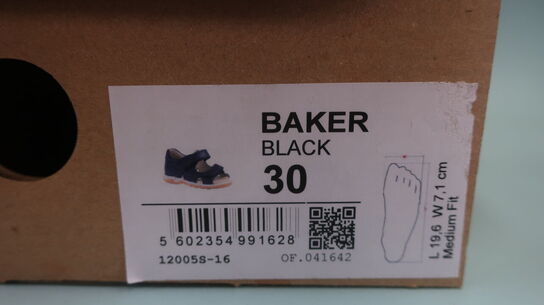 BAKER
BLACK
30
5 602354 991628
12005S-16
OF.041642
L 19,6 W 7,1 cm
Medium Fit